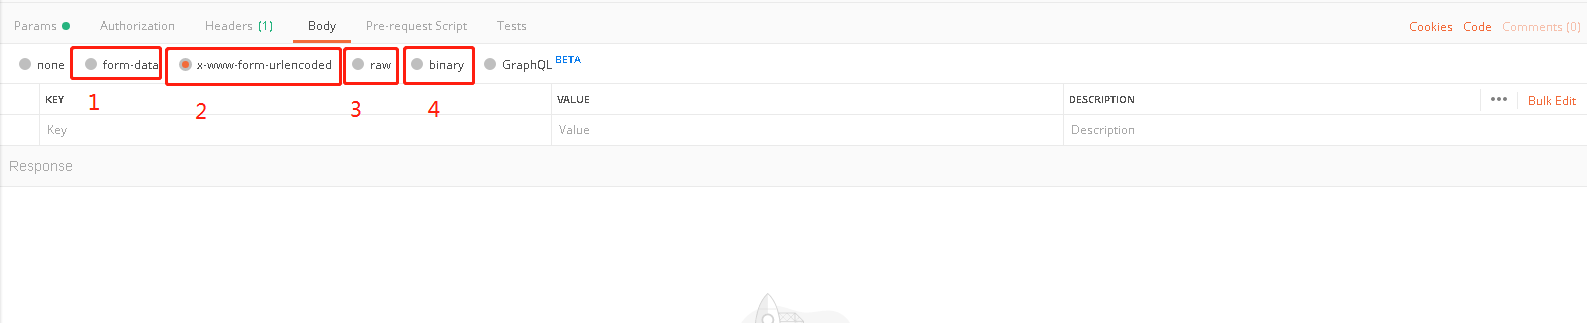 Params Authorization Headers (1) Body Pre-request Script Tests Cookies Code Comments (0)
none form-data x-www-form-urlencoded raw binary GraphQL BETA
1 2 3 4
KEY VALUE DESCRIPTION ••• Bulk Edit
Key Value Description
Response